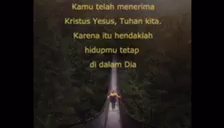 Kamu telah menerima
Kristus Yesus, Tuhan kita.
Karena itu hendaklah
hidupmu tetap
di dalam Dia